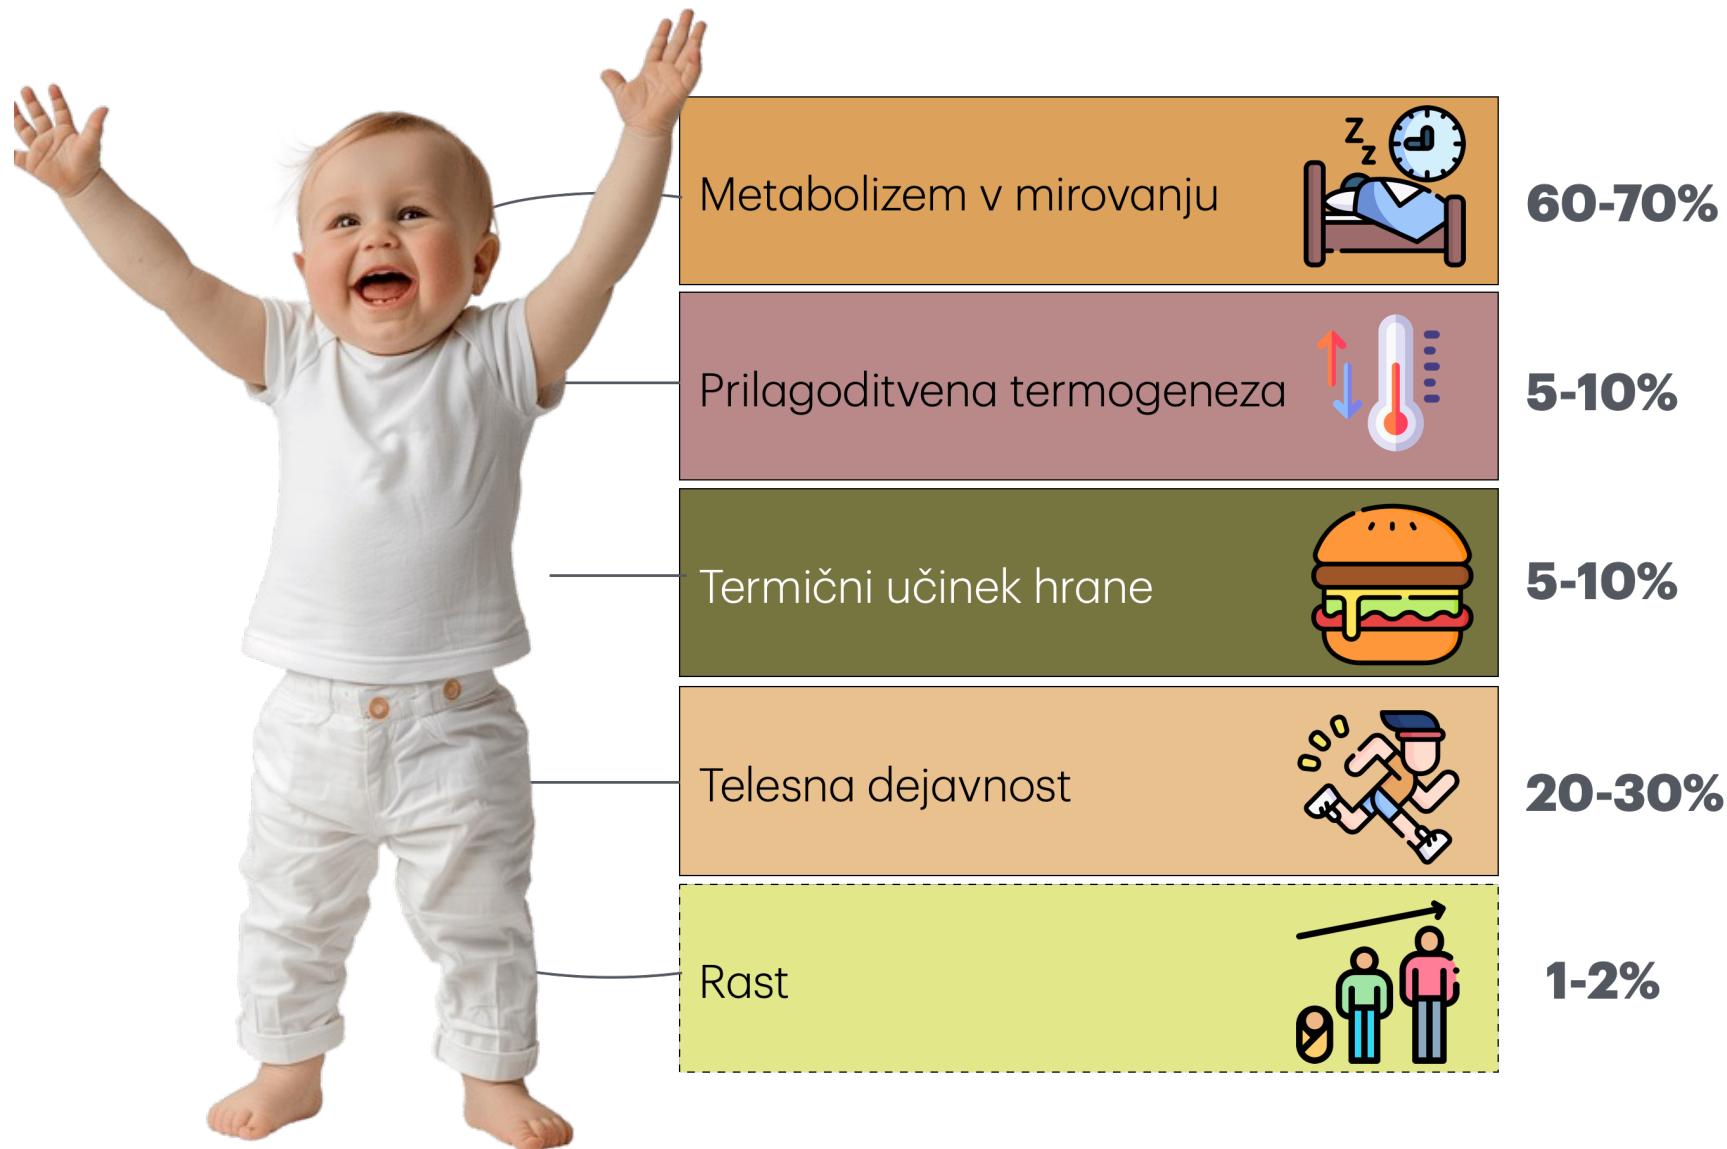 Z
z
Metabolizem v mirovanju
60-70%
Prilagoditvena termogeneza
5-10%
Termični učinek hrane
5-10%
Telesna dejavnost
20-30%
Rast
1-2%